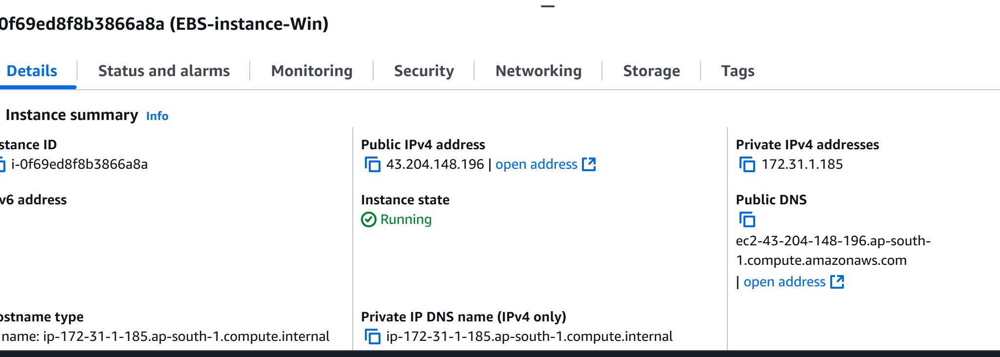 0f69ed8f8b3866a8a (EBS-instance-Win)
Details Status and alarms Monitoring Security Networking Storage Tags
Instance summary Info
stance ID
i-0f69ed8f8b3866a8a
Public IPv4 address
43.204.148.196 | open address
Private IPv4 addresses
172.31.1.185
v6 address
Instance state
Running
Public DNS
ec2-43-204-148-196.ap-south-
1.compute.amazonaws.com
| open address
ostname type
name: ip-172-31-1-185.ap-south-1.compute.internal
Private IP DNS name (IPv4 only)
ip-172-31-1-185.ap-south-1.compute.internal